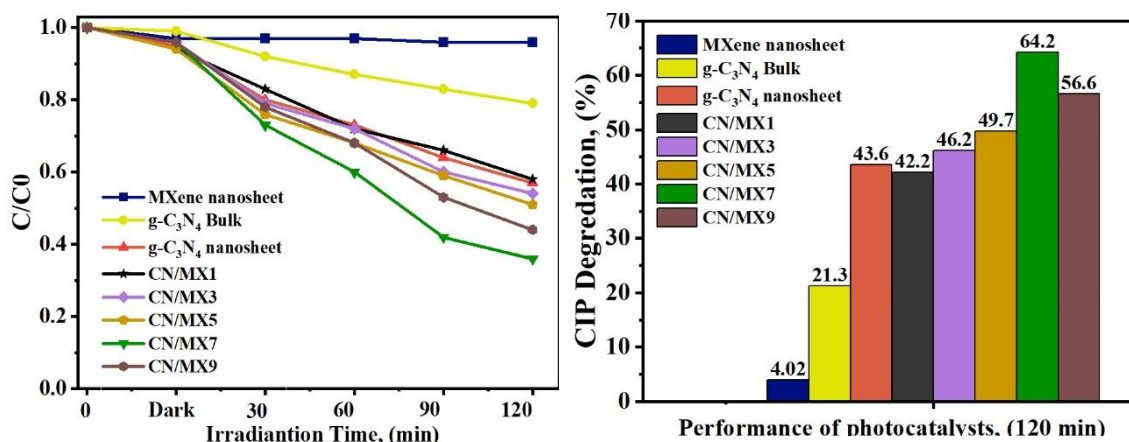 C/C0
1.0
0.8
0.6
0.4
0.2
0.0
MXene nanosheet
g-C₃N₄ Bulk
g-C₃N₄ nanosheet
CN/MX1
CN/MX3
CN/MX5
CN/MX7
CN/MX9
0 Dark 30 60 90 120
Irradiantion Time, (min)
CIP Degredation, (%)
70
60
50
40
30
20
10
0
MXene nanosheet
g-C₃N₄ Bulk
g-C₃N₄ nanosheet
CN/MX1
CN/MX3
CN/MX5
CN/MX7
CN/MX9
4.02
21.3
43.6
42.2
46.2
49.7
64.2
56.6
Performance of photocatalysts, (120 min)